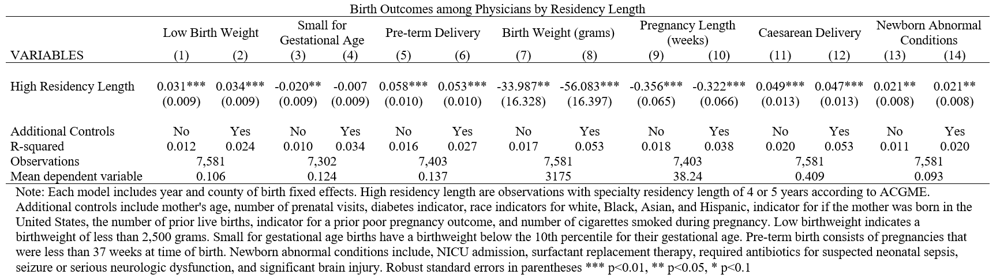 Birth Outcomes among Physicians by Residency Length
Low Birth Weight Small for Gestational Age Pre-term Delivery Birth Weight (grams) Pregnancy Length (weeks) Caesarean Delivery Newborn Abnormal Conditions
VARIABLES (1) (2) (3) (4) (5) (6) (7) (8) (9) (10) (11) (12) (13) (14)
High Residency Length 0.031*** 0.034*** -0.020** -0.007 0.058*** 0.053*** -33.987** -56.083*** -0.356*** -0.322*** 0.049*** 0.047*** 0.021** 0.021**
(0.009) (0.009) (0.009) (0.009) (0.010) (0.010) (16.328) (16.397) (0.065) (0.066) (0.013) (0.013) (0.008) (0.008)
Additional Controls No Yes No Yes No Yes No Yes No Yes No Yes No Yes
R-squared 0.012 0.024 0.010 0.034 0.016 0.027 0.017 0.053 0.018 0.038 0.020 0.053 0.011 0.020
Observations 7,581 7,302 7,403 7,581 7,403 7,581 7,581
Mean dependent variable 0.106 0.124 0.137 3175 38.24 0.409 0.093
Note: Each model includes year and county of birth fixed effects. High residency length are observations with specialty residency length of 4 or 5 years according to ACGME.
Additional controls include mother's age, number of prenatal visits, diabetes indicator, race indicators for white, Black, Asian, and Hispanic, indicator for if the mother was born in the
United States, the number of prior live births, indicator for a prior poor pregnancy outcome, and number of cigarettes smoked during pregnancy. Low birthweight indicates a
birthweight of less than 2,500 grams. Small for gestational age births have a birthweight below the 10th percentile for their gestational age. Pre-term birth consists of pregnancies that
were less than 37 weeks at time of birth. Newborn abnormal conditions include, NICU admission, surfactant replacement therapy, required antibiotics for suspected neonatal sepsis,
seizure or serious neurologic dysfunction, and significant brain injury. Robust standard errors in parentheses *** p<0.01, ** p<0.05, * p<0.1